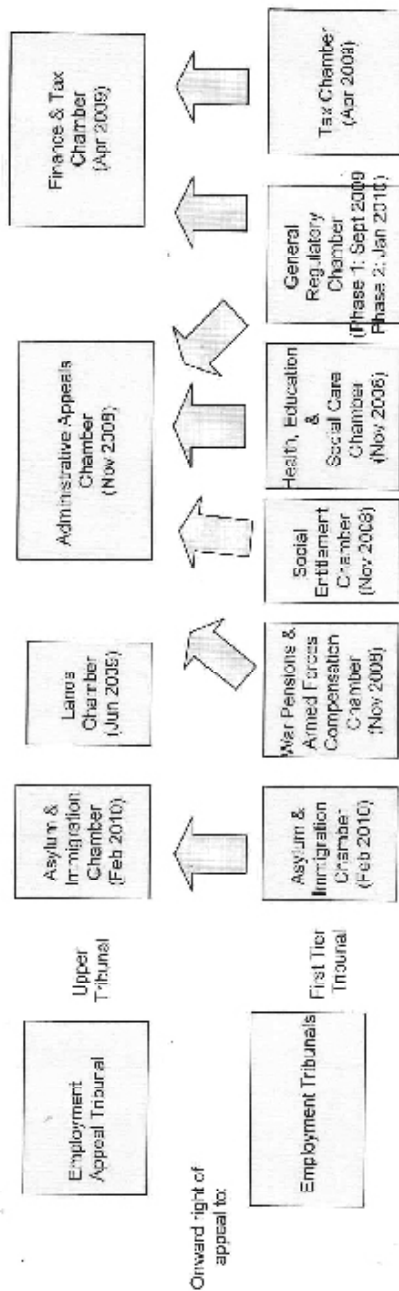 Employment
Appeal Tribunal
Upper
Tribunal
Asylum &
Immigration
Chamber
(Feb 2010)
Lands
Chamber
(Jun 2009)
Administrative Appeals
Chamber
(Nov 2008)
Finance & Tax
Chamber
(Apr 2009)
Onward right of
appeal to:
Employment Tribunals
First Tier
Tribunal
Asylum &
Immigration
Chamber
(Feb 2010)
War Pensions &
Armed Forces
Compensation
Chamber
(Nov 2008)
Social
Entitlement
Chamber
(Nov 2008)
Health, Education
&
Social Care
Chamber
(Nov 2008)
General
Regulatory
Chamber
(Phase 1: Sept 2009
Phase 2: Jan 2010)
Tax Chamber
(Apr 2009)